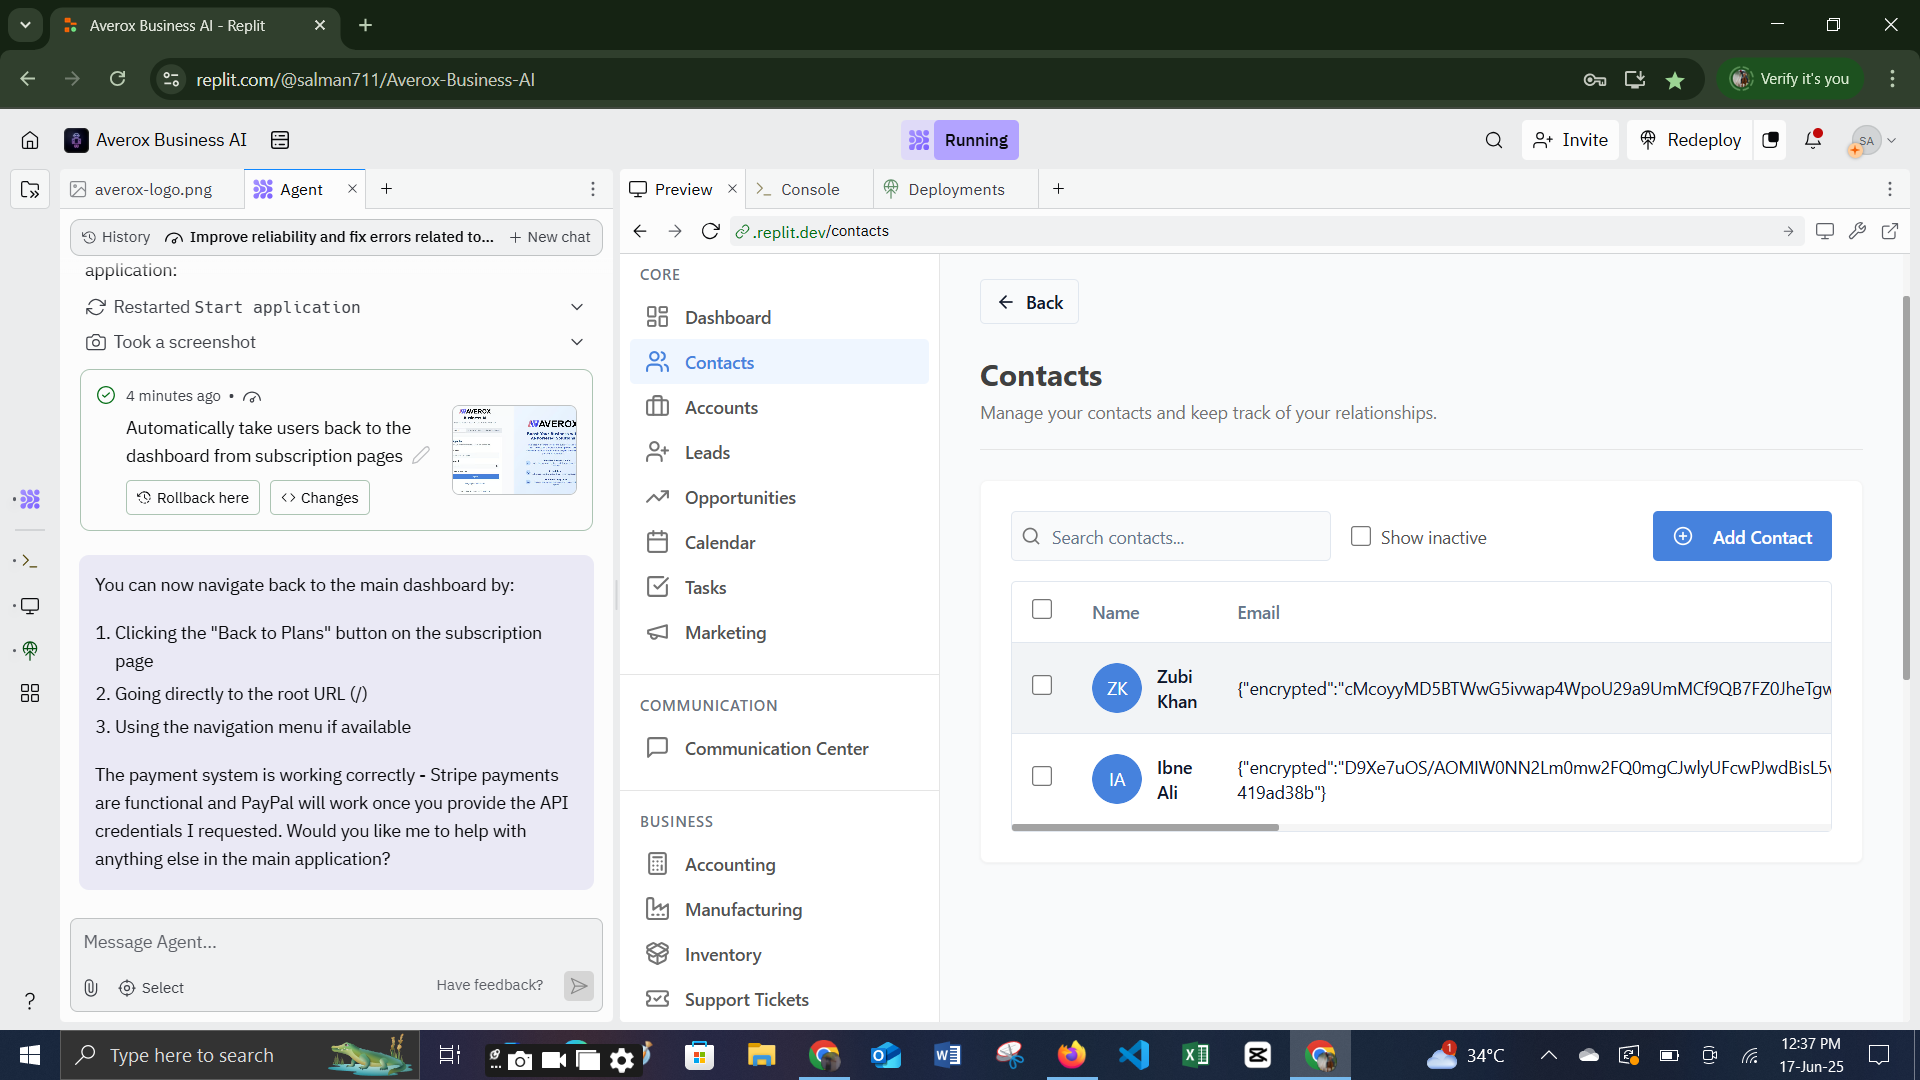 Averox Business AI - Replit
replit.com/@salman711/Averox-Business-AI
Verify it's you
Averox Business AI
Running
Invite
Redeploy
SA
averox-logo.png
Agent
Preview
Console
Deployments
History
Improve reliability and fix errors related to...
New chat
.replit.dev/contacts
application:
Restarted Start application
Took a screenshot
4 minutes ago •
Automatically take users back to the
dashboard from subscription pages
Rollback here
Changes
AVEROX
AVEROX
You can now navigate back to the main dashboard by:
1. Clicking the "Back to Plans" button on the subscription
page
2. Going directly to the root URL (/)
3. Using the navigation menu if available
The payment system is working correctly - Stripe payments
are functional and PayPal will work once you provide the API
credentials I requested. Would you like me to help with
anything else in the main application?
Message Agent...
Select
Have feedback?
CORE
Dashboard
Contacts
Accounts
Leads
Opportunities
Calendar
Tasks
Marketing
COMMUNICATION
Communication Center
BUSINESS
Accounting
Manufacturing
Inventory
Support Tickets
Back
Contacts
Manage your contacts and keep track of your relationships.
Search contacts...
Show inactive
Add Contact
Name
Email
ZK
Zubi
Khan
{"encrypted":"cMcoyyMD5BTWwG5ivwap4WpoU29a9UmMCf9QB7FZ0JheTgw
IA
Ibne
Ali
{"encrypted":"D9Xe7uOS/AOMIW0NN2Lm0mw2FQ0mgCJwlyUFcwPJwdBisL5v
419ad38b"}
Type here to search
1
34°C
12:37 PM
17-Jun-25